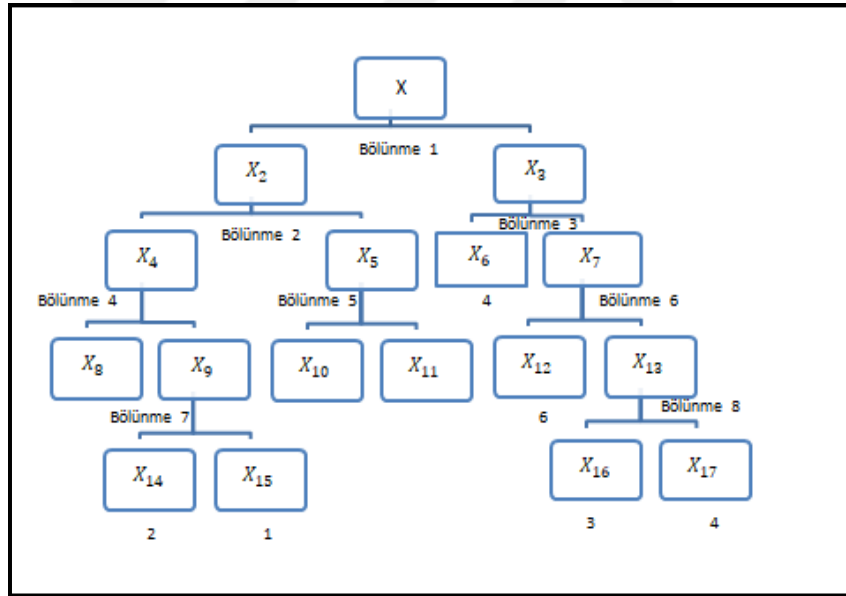 X
Bölünme 1
X₂ X₃
Bölünme 2 Bölünme 3
X₄ X₅ X₆ X₇
Bölünme 4 Bölünme 5 4 Bölünme 6
X₈ X₉ X₁₀ X₁₁ X₁₂ X₁₃
Bölünme 7 6 Bölünme 8
X₁₄ X₁₅ X₁₆ X₁₇
2 1 3 4